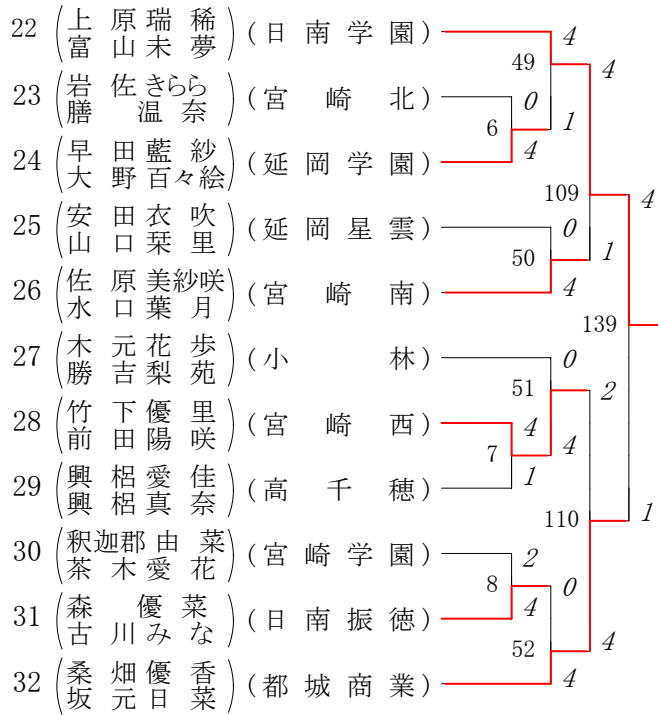 22 上原瑞稀 富山未夢 (日南学園) 4
49 4
23 岩佐きらら 膳温奈 (宮崎北) 0
6 1
24 早田藍紗 大野百々絵 (延岡学園) 4
109 4
25 安田衣吹 山口栞里 (延岡星雲) 0
50 1
26 佐原美紗咲 水口葉月 (宮崎南) 4
139
27 木元花歩 勝吉梨苑 (小林) 0
51 2
28 竹下優里 前田陽咲 (宮崎西) 4
7 4
29 興梠愛佳 興梠真奈 (高千穂) 1
110 1
30 釈迦郡由菜 茶木愛花 (宮崎学園) 2
8 0
31 森優菜 古川みな (日南振徳) 4
52 4
32 桑畑優香 坂元日菜 (都城商業) 4